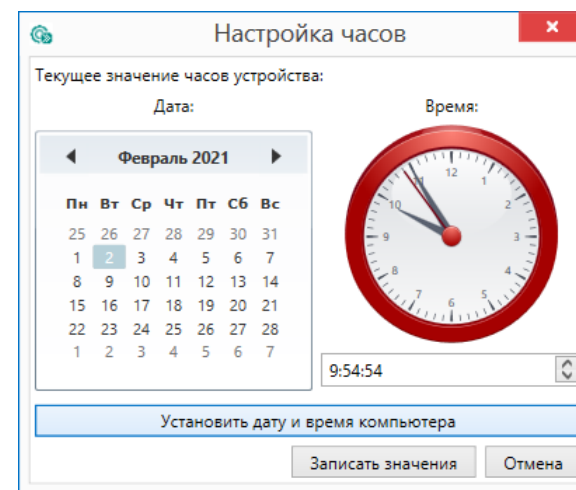 Настройка часов
Текущее значение часов устройства:
Дата:
Время:
Февраль 2021
Пн Вт Ср Чт Пт Сб Вс
25 26 27 28 29 30 31
1 2 3 4 5 6 7
8 9 10 11 12 13 14
15 16 17 18 19 20 21
22 23 24 25 26 27 28
1 2 3 4 5 6 7
12
11 1
10 2
9 3
8 4
7 5
6
9:54:54
Установить дату и время компьютера
Записать значения
Отмена